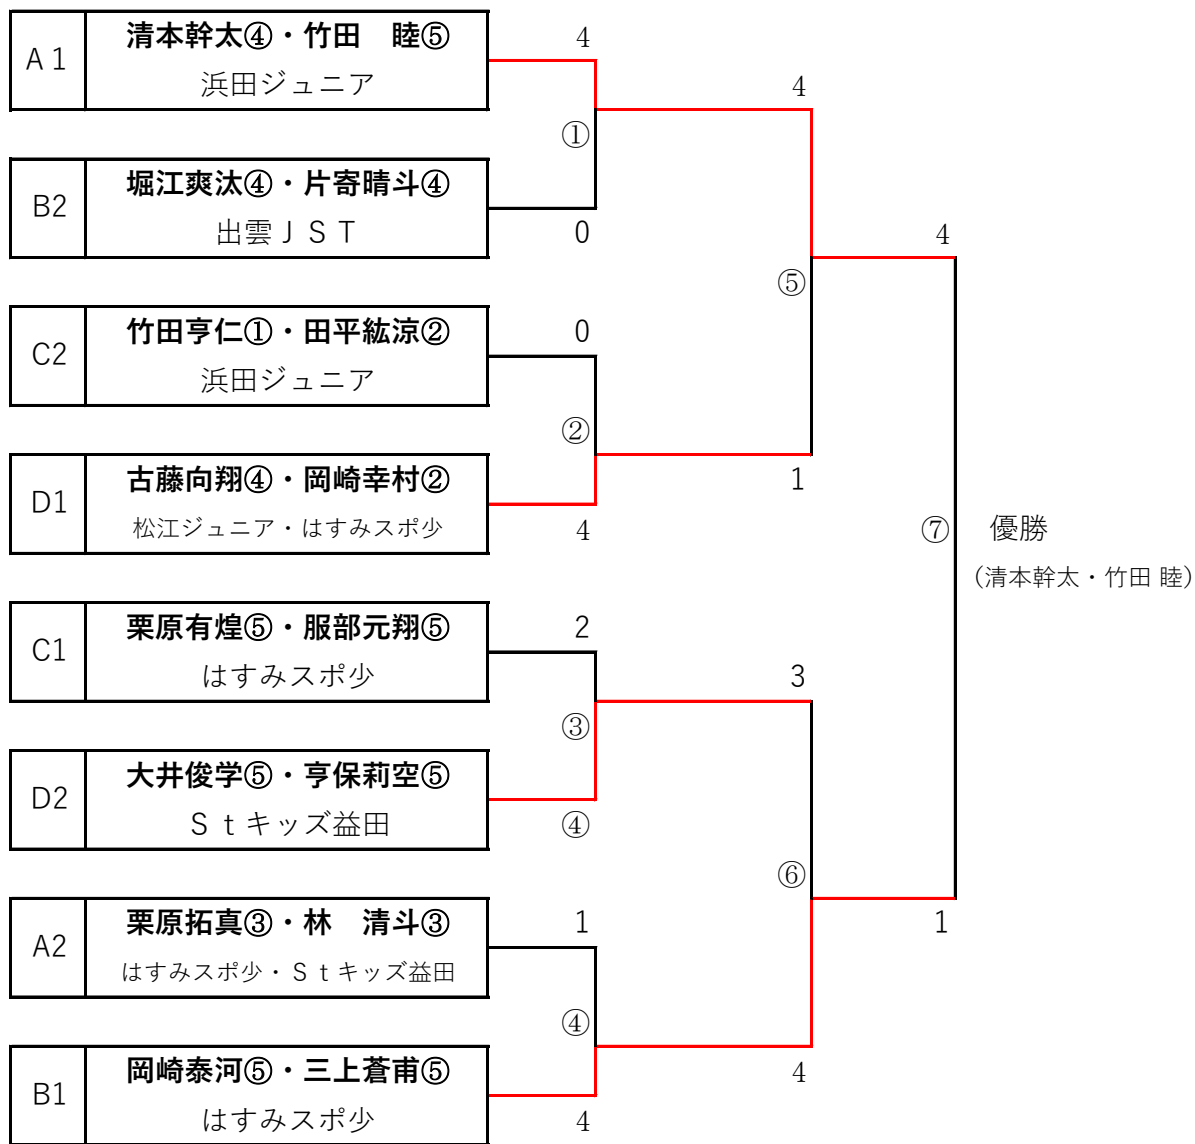 A 1
清本幹太④・竹田　睦⑤
浜田ジュニア
4
4
①
B2
堀江爽汰④・片寄晴斗④
出雲ＪＳＴ
0
4
⑤
C2
竹田亨仁①・田平紘涼②
浜田ジュニア
0
②
D1
古藤向翔④・岡崎幸村②
松江ジュニア・はすみスポ少
4
1
⑦
優勝
（清本幹太・竹田 睦）
C1
栗原有煌⑤・服部元翔⑤
はすみスポ少
2
3
③
D2
大井俊学⑤・亨保莉空⑤
Ｓｔキッズ益田
④
⑥
A2
栗原拓真③・林　清斗③
はすみスポ少・Ｓｔキッズ益田
1
1
④
B1
岡崎泰河⑤・三上蒼甫⑤
はすみスポ少
4
4